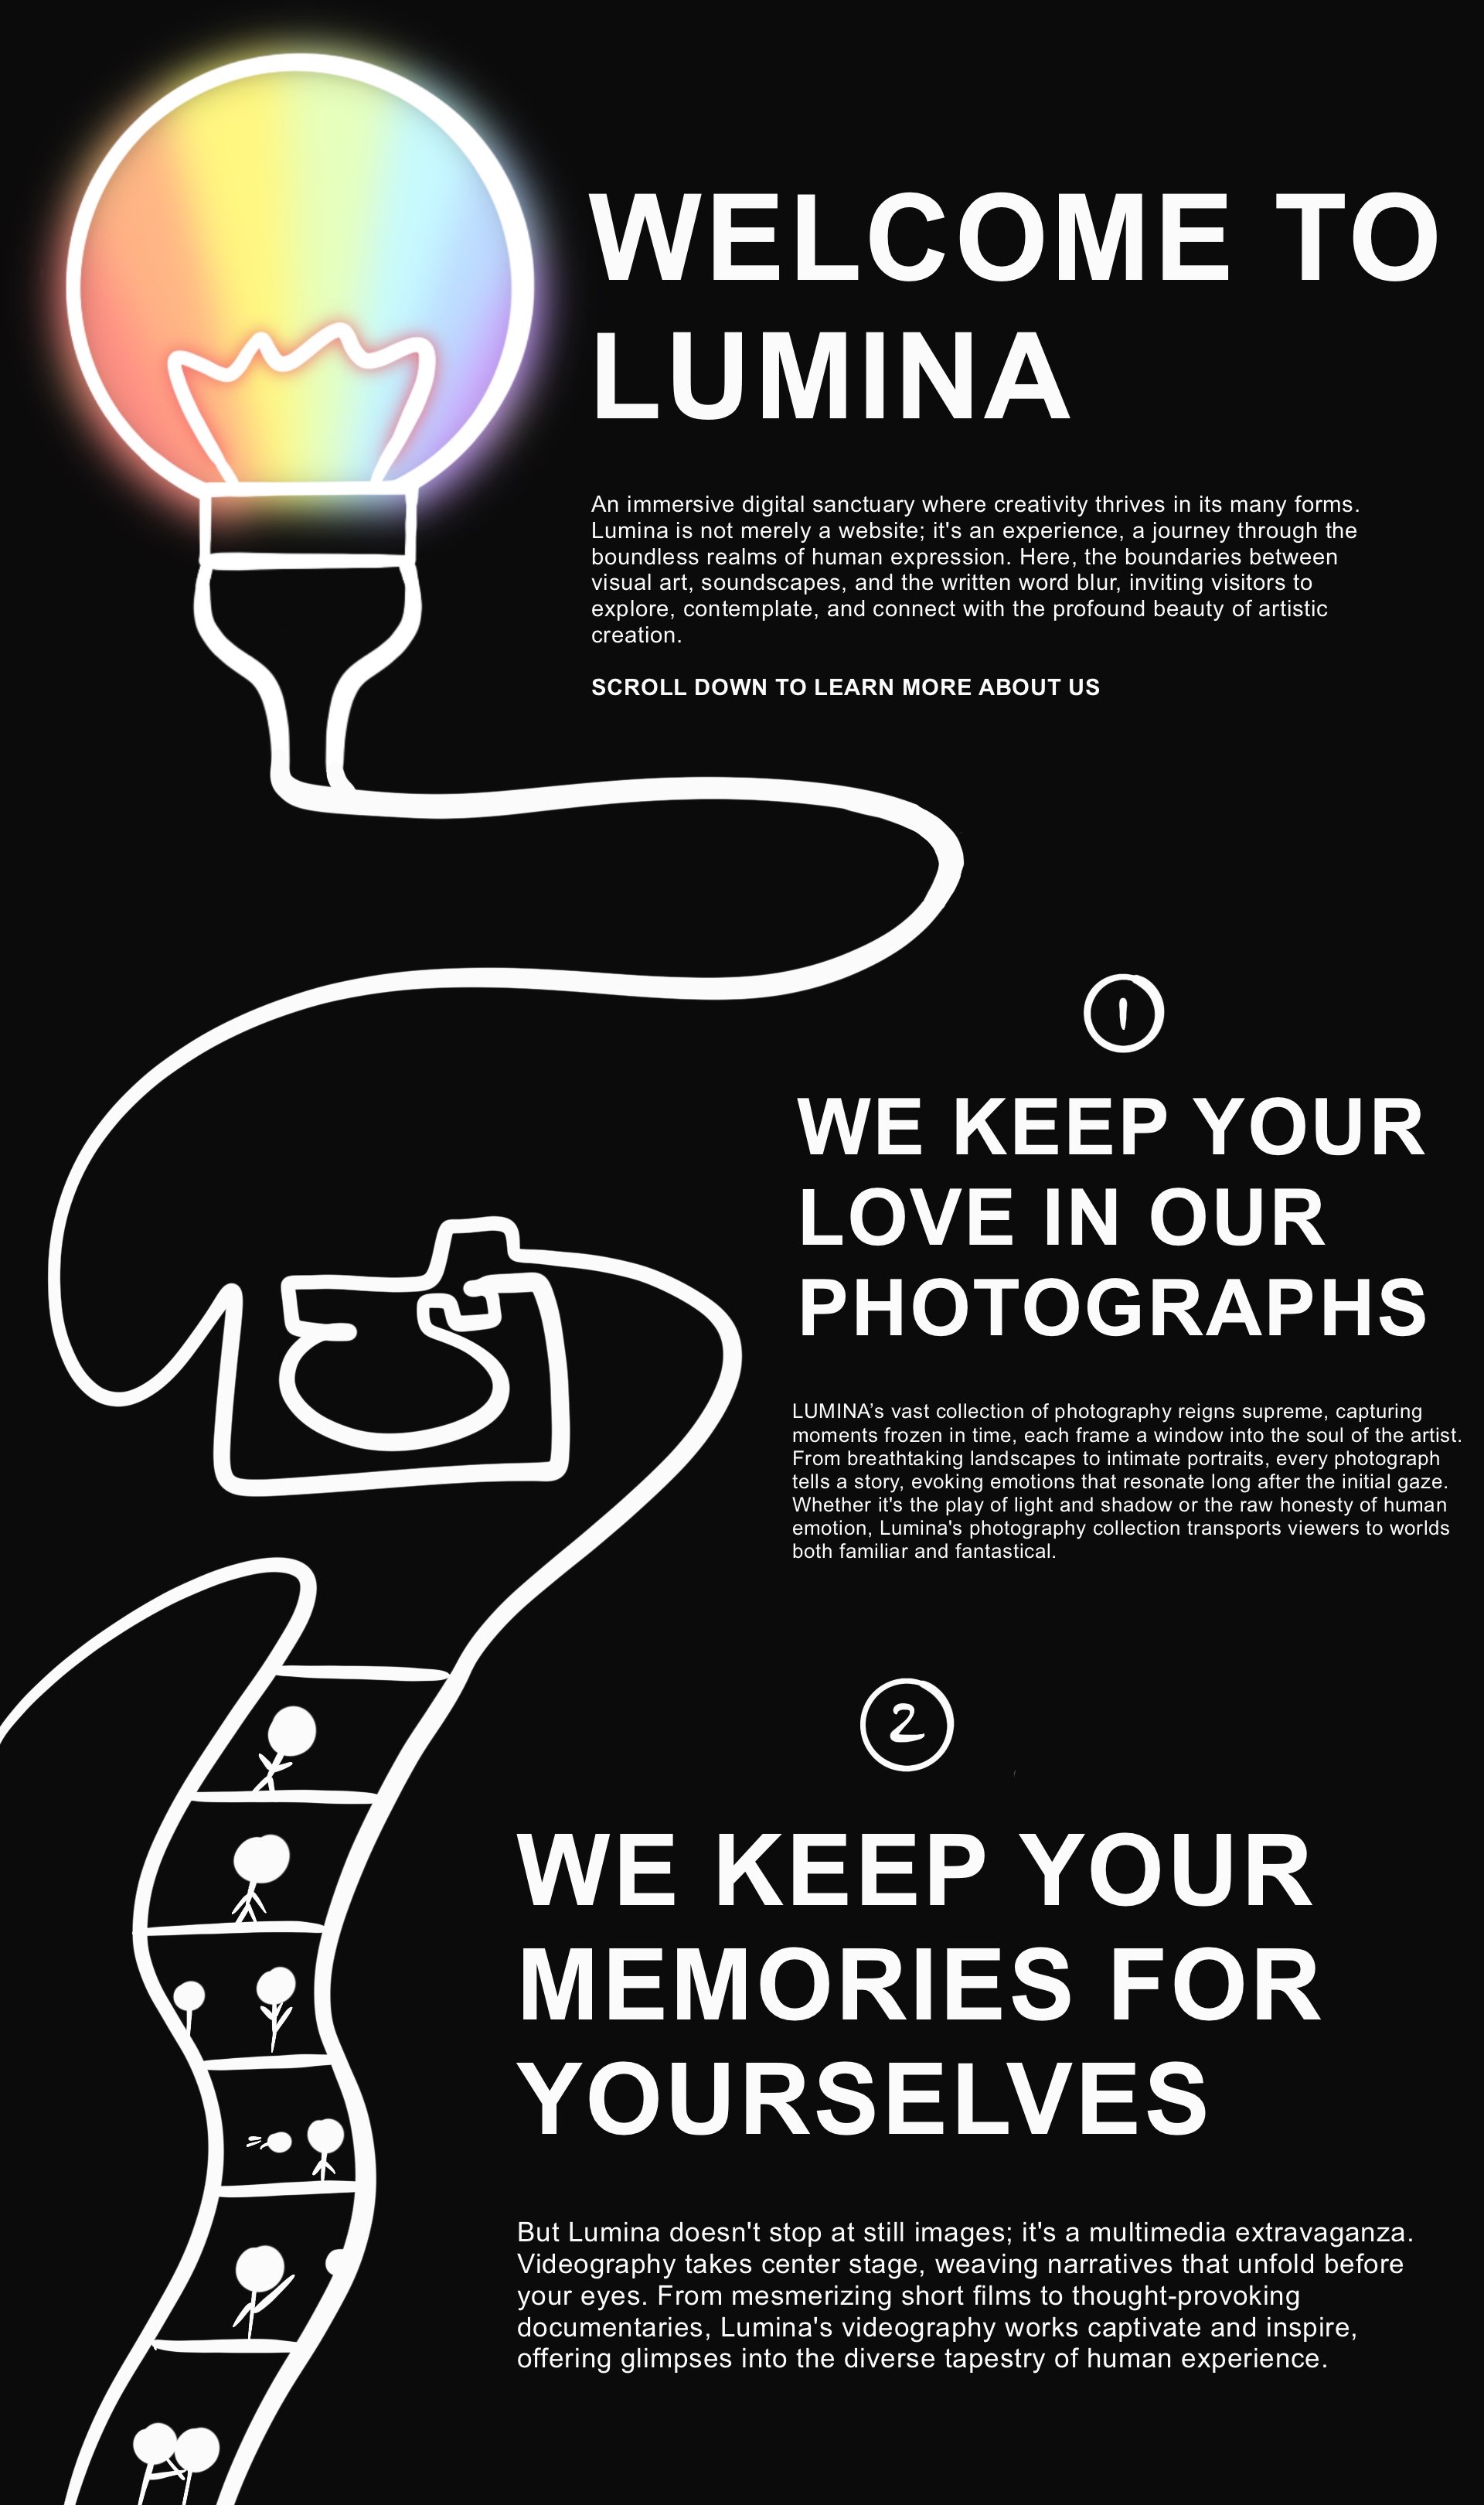 WELCOME TO
LUMINA
An immersive digital sanctuary where creativity thrives in its many forms.
Lumina is not merely a website; it's an experience, a journey through the
boundless realms of human expression. Here, the boundaries between
visual art, soundscapes, and the written word blur, inviting visitors to
explore, contemplate, and connect with the profound beauty of artistic
creation.
SCROLL DOWN TO LEARN MORE ABOUT US
1
WE KEEP YOUR
LOVE IN OUR
PHOTOGRAPHS
LUMINA’s vast collection of photography reigns supreme, capturing
moments frozen in time, each frame a window into the soul of the artist.
From breathtaking landscapes to intimate portraits, every photograph
tells a story, evoking emotions that resonate long after the initial gaze.
Whether it's the play of light and shadow or the raw honesty of human
emotion, Lumina's photography collection transports viewers to worlds
both familiar and fantastical.
2
WE KEEP YOUR
MEMORIES FOR
YOURSELVES
But Lumina doesn't stop at still images; it's a multimedia extravaganza.
Videography takes center stage, weaving narratives that unfold before
your eyes. From mesmerizing short films to thought-provoking
documentaries, Lumina's videography works captivate and inspire,
offering glimpses into the diverse tapestry of human experience.